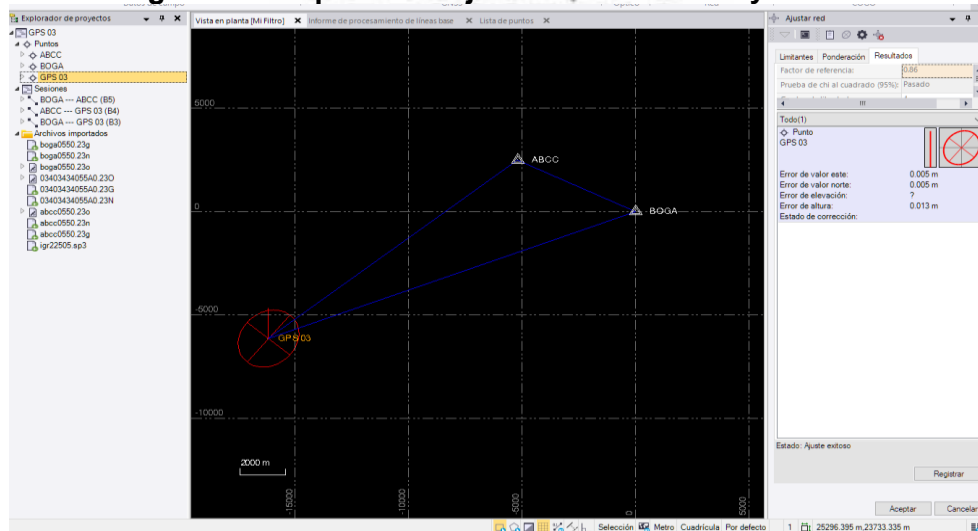 Explorador de proyectos
GPS 03
Puntos
ABCC
BOGA
GPS 03
Sesiones
BOGA --- ABCC (B5)
ABCC --- GPS 03 (B4)
BOGA --- GPS 03 (B3)
Archivos importados
boga0550.23g
boga0550.23n
boga0550.23o
03403434055A0.23O
03403434055A0.23G
03403434055A0.23N
abcc0550.23o
abcc0550.23n
abcc0550.23g
igr22505.sp3
Vista en planta [Mi Filtro]
Informe de procesamiento de líneas base
Lista de puntos
5000
0
-5000
-10000
ABCC
BOGA
GPS 03
2000 m
-15000
-10000
-5000
0
5000
Ajustar red
Limitantes Ponderación Resultados
Factor de referencia: 0.86
Prueba de chi al cuadrado (95%): Pasado
Todo(1)
Punto
GPS 03
Error de valor este: 0.005 m
Error de valor norte: 0.005 m
Error de elevación: ?
Error de altura: 0.013 m
Estado de corrección:
Estado: Ajuste exitoso
Registrar
Aceptar Cancelar
Selección Metro Cuadrícula Por defecto 1 25296.395 m,23733.335 m